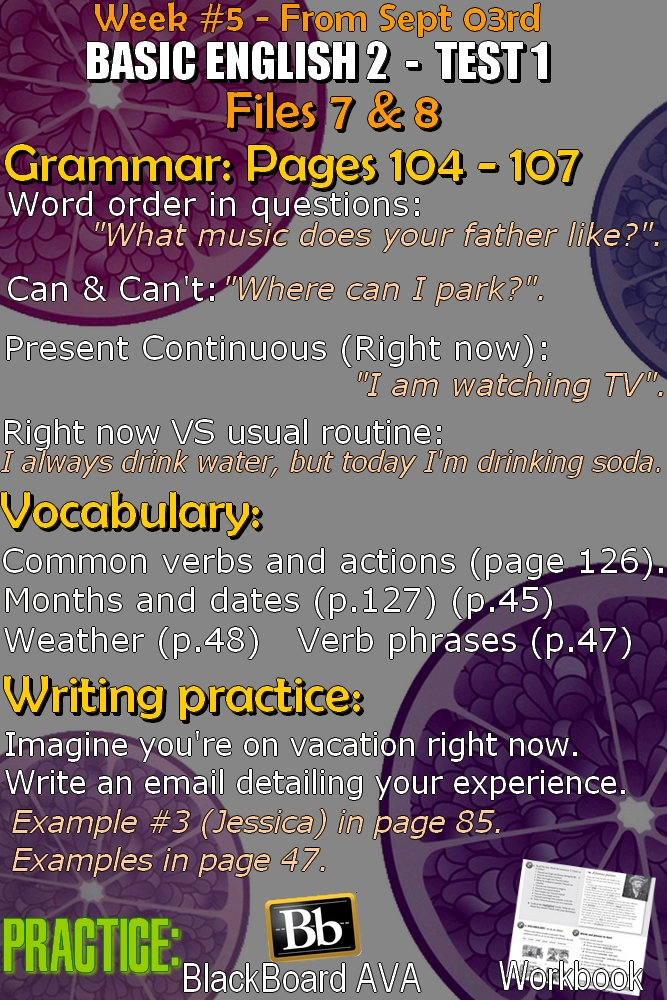 Week #5 - From Sept 03rd
BASIC ENGLISH 2 - TEST 1
Files 7 & 8
Grammar: Pages 104 - 107
Word order in questions:
"What music does your father like?".
Can & Can't: "Where can I park?".
Present Continuous (Right now):
"I am watching TV".
Right now VS usual routine:
I always drink water, but today I'm drinking soda.
Vocabulary:
Common verbs and actions (page 126).
Months and dates (p.127) (p.45)
Weather (p.48) Verb phrases (p.47)
Writing practice:
Imagine you're on vacation right now.
Write an email detailing your experience.
Example #3 (Jessica) in page 85.
Examples in page 47.
PRACTICE:
Bb
BlackBoard AVA
Workbook